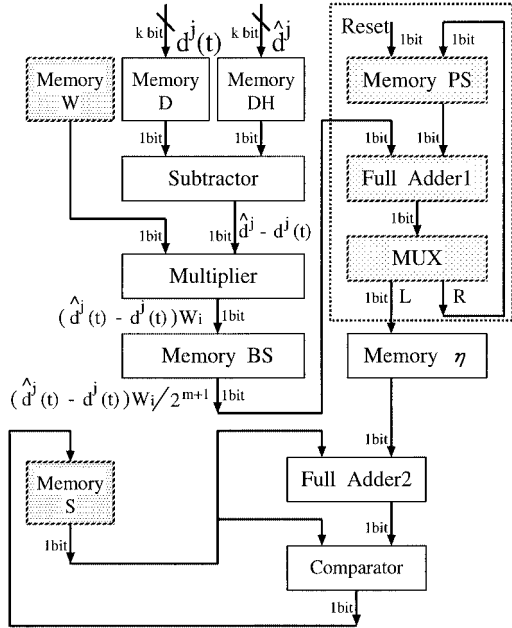 k bit d^j(t) k bit d̂^j
Reset 1bit 1bit
Memory W
Memory D
Memory DH
Memory PS
1bit 1bit 1bit 1bit
Subtractor
Full Adder1
1bit
1bit 1bit d̂^j - d^j(t)
MUX
Multiplier
1bit L R
(d̂^j(t) - d^j(t))Wi 1bit
Memory BS
Memory η
(d̂^j(t) - d^j(t))Wi/2^{m+1} 1bit
1bit
Memory S
Full Adder2
1bit
1bit
Comparator
1bit